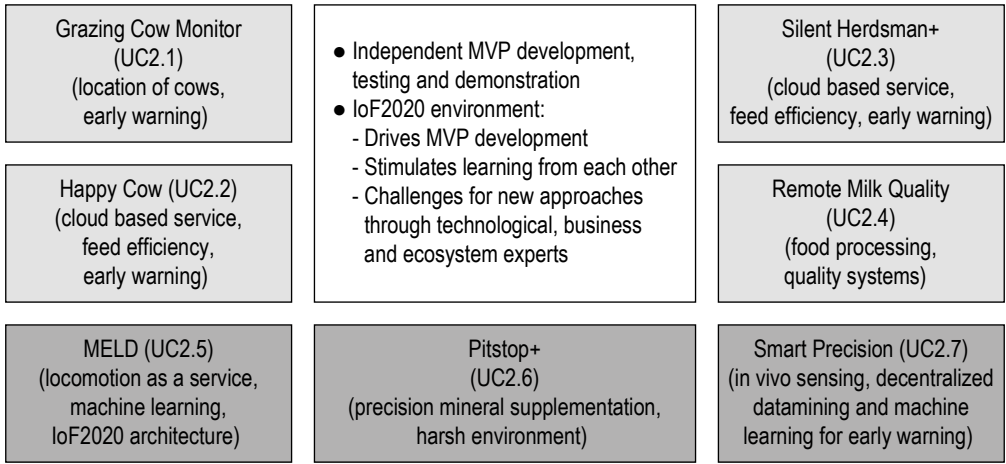 Grazing Cow Monitor
(UC2.1)
(location of cows,
early warning)
● Independent MVP development,
testing and demonstration
● IoF2020 environment:
- Drives MVP development
- Stimulates learning from each other
- Challenges for new approaches
through technological, business
and ecosystem experts
Silent Herdsman+
(UC2.3)
(cloud based service,
feed efficiency, early warning)
Happy Cow (UC2.2)
(cloud based service,
feed efficiency,
early warning)
Remote Milk Quality
(UC2.4)
(food processing,
quality systems)
MELD (UC2.5)
(locomotion as a service,
machine learning,
IoF2020 architecture)
Pitstop+
(UC2.6)
(precision mineral supplementation,
harsh environment)
Smart Precision (UC2.7)
(in vivo sensing, decentralized
datamining and machine
learning for early warning)